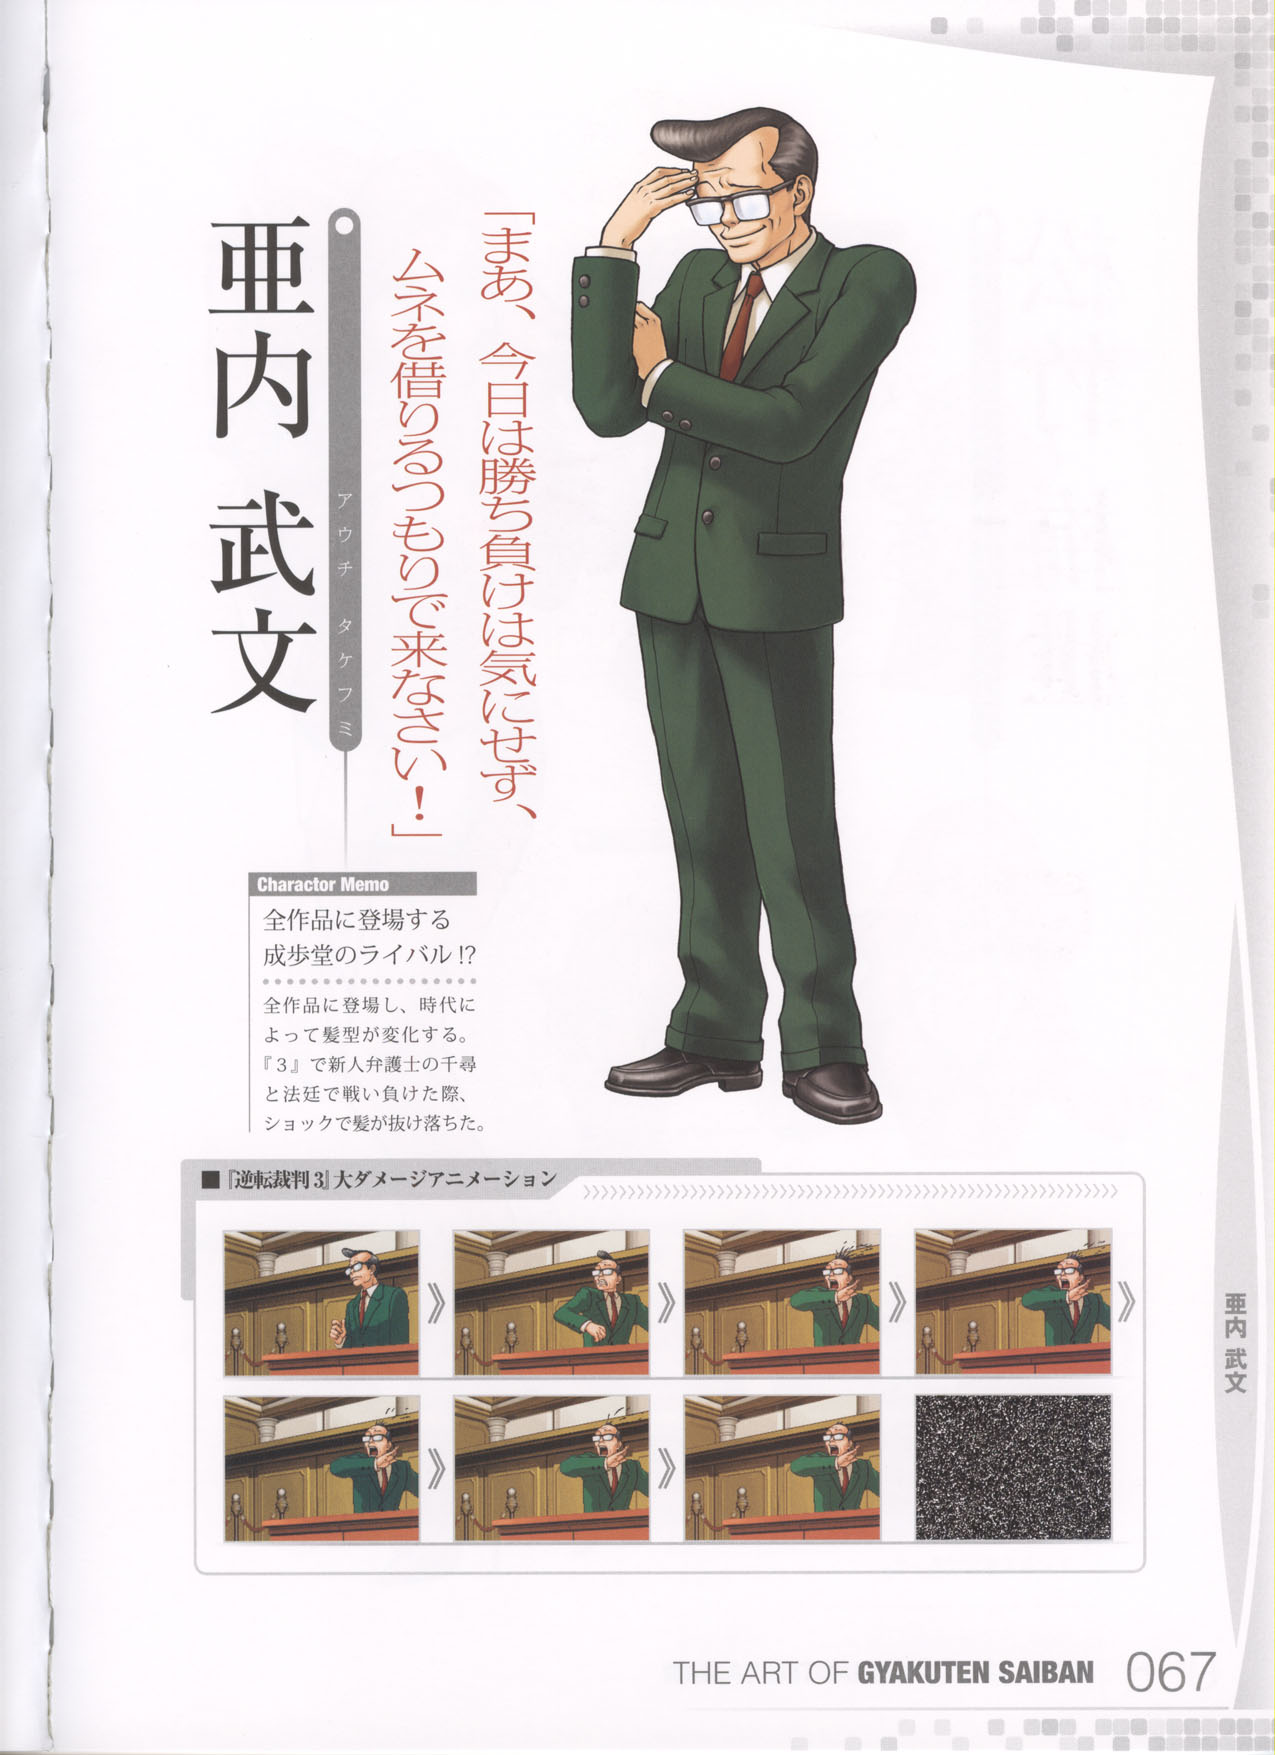 亜内 武文
アウチ タケフミ
「まあ、今日は勝ち負けは気にせず、
ムネを借りるつもりで来なさい！」
Charactor Memo
全作品に登場する
成歩堂のライバル!?
全作品に登場し、時代に
よって髪型が変化する。
『3』で新人弁護士の千尋
と法廷で戦い負けた際、
ショックで髪が抜け落ちた。
■『逆転裁判3』大ダメージアニメーション
亜内 武文
THE ART OF GYAKUTEN SAIBAN 067